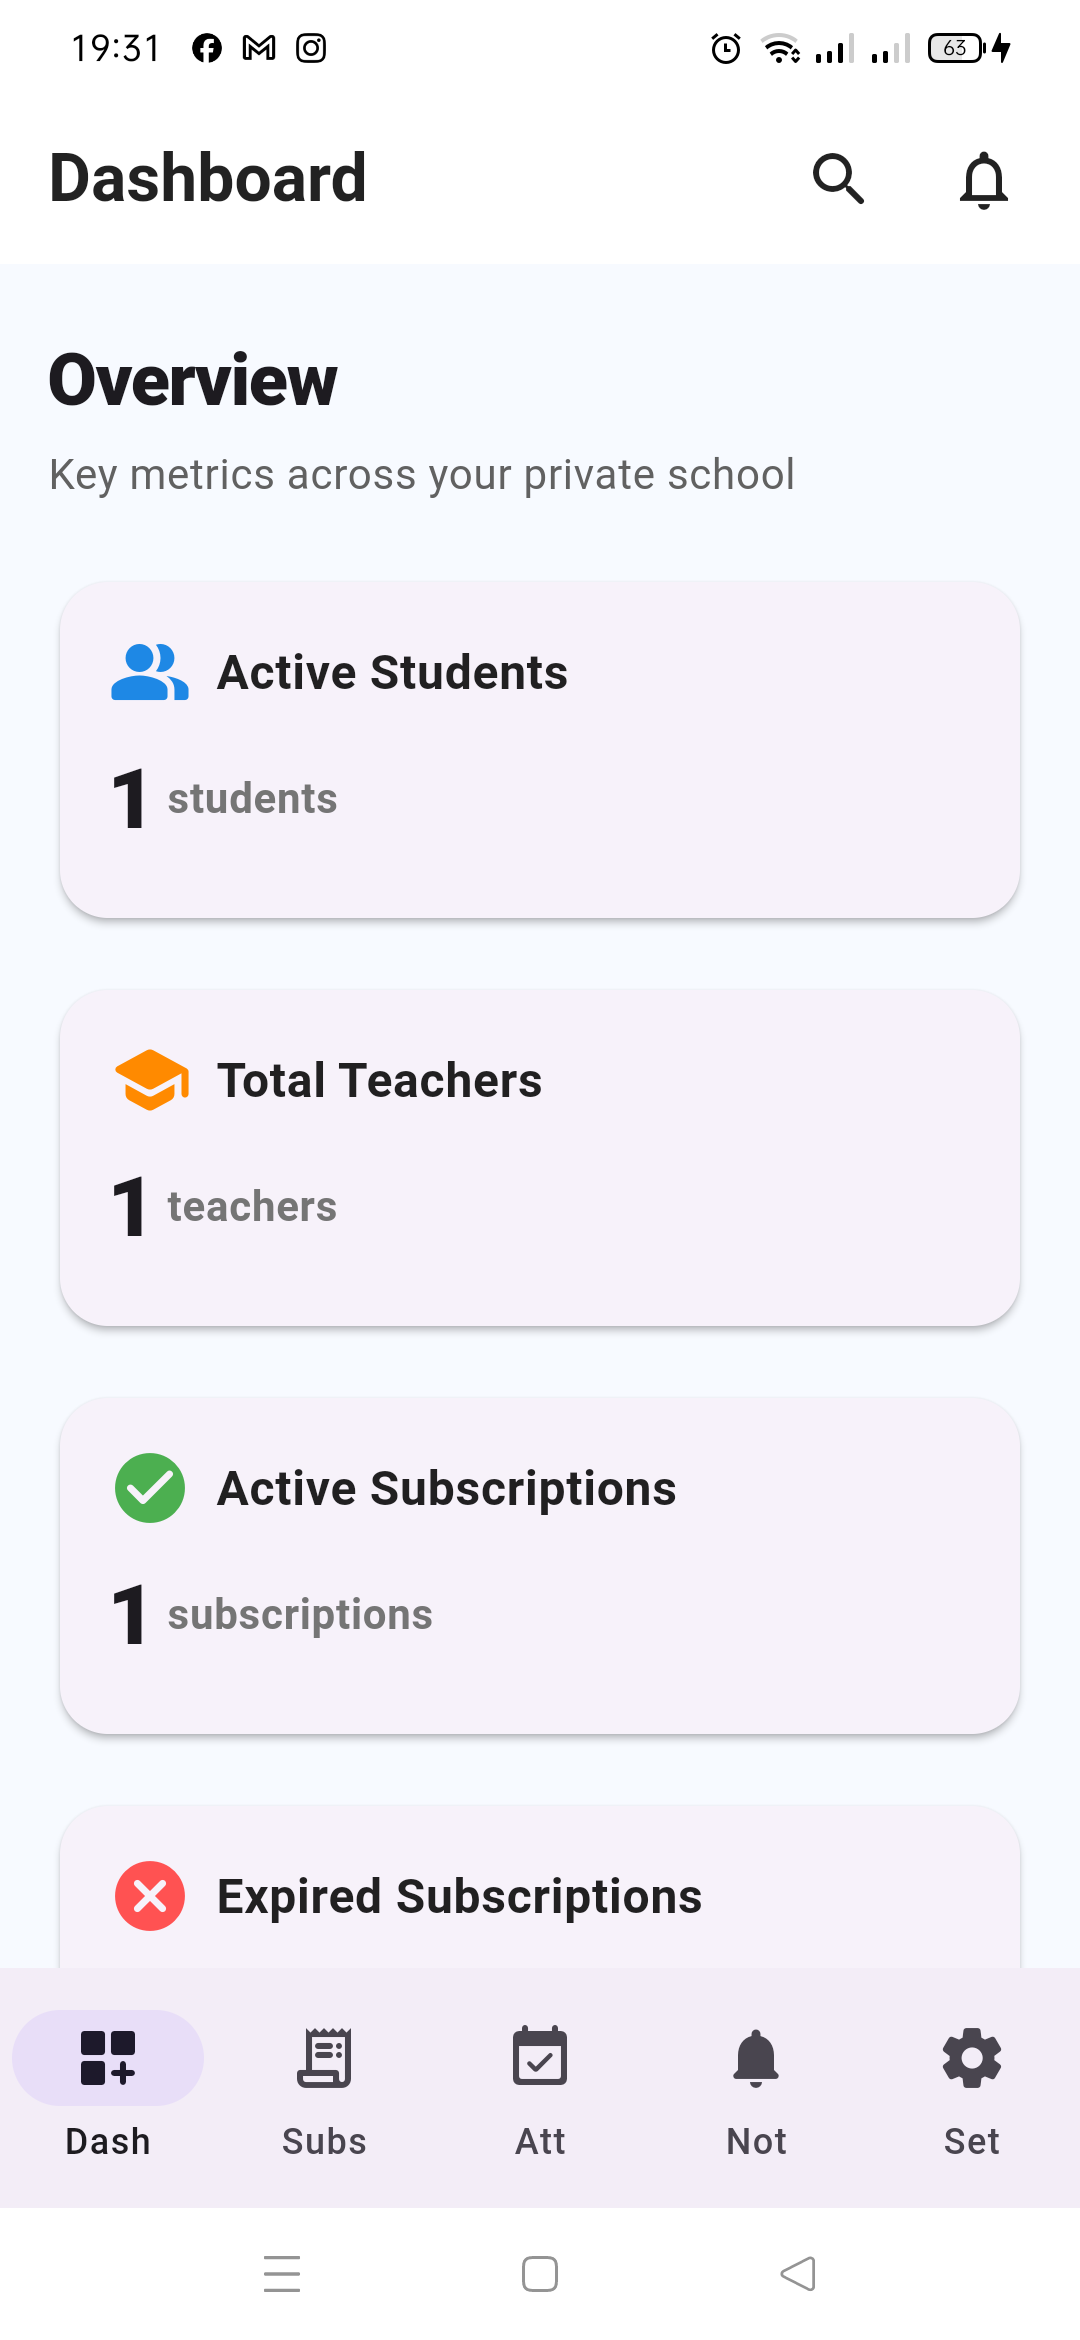 19:31
63
Dashboard
Overview
Key metrics across your private school
Active Students
1 students
Total Teachers
1 teachers
Active Subscriptions
1 subscriptions
Expired Subscriptions
Dash
Subs
Att
Not
Set